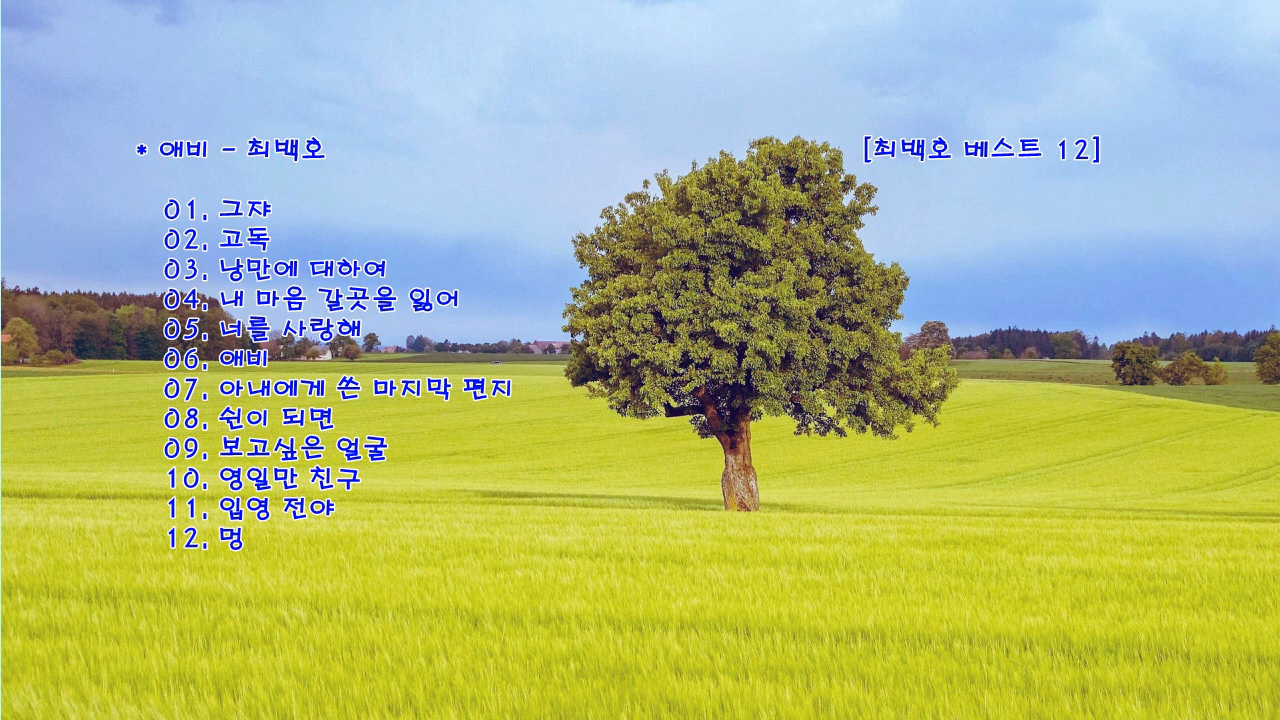 * 애비 - 최백호
[최백호 베스트 12]
01. 그쟈
02. 고독
03. 낭만에 대하여
04. 내 마음 갈곳을 잃어
05. 너를 사랑해
06. 애비
07. 아내에게 쓴 마지막 편지
08. 쉰이 되면
09. 보고싶은 얼굴
10. 영일만 친구
11. 입영 전야
12. 멍